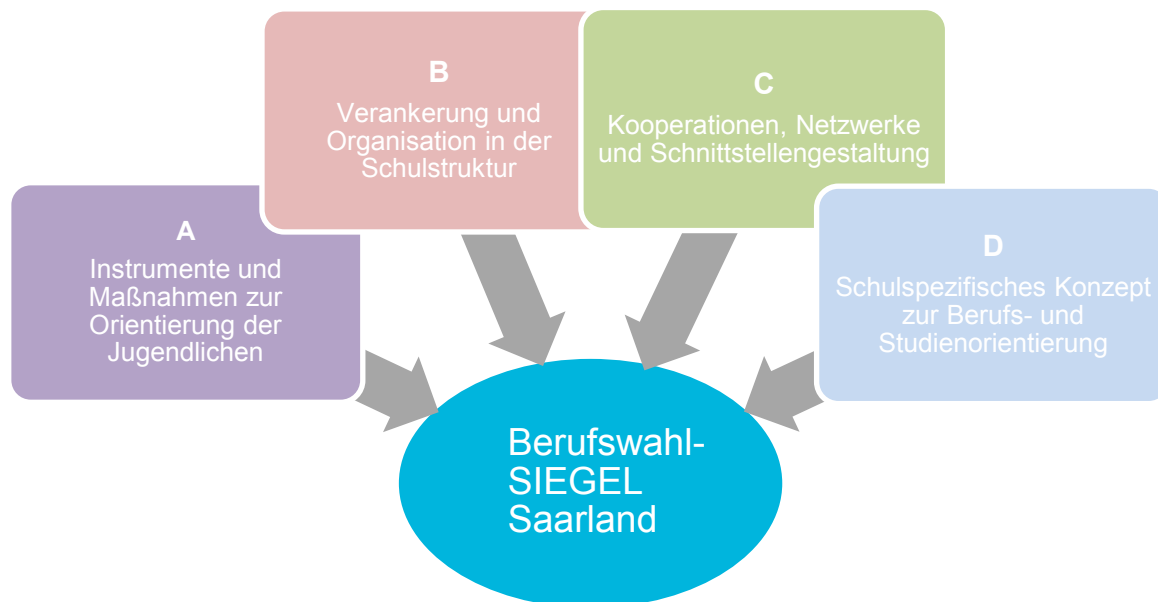 A
Instrumente und
Maßnahmen zur
Orientierung der
Jugendlichen
B
Verankerung und
Organisation in der
Schulstruktur
C
Kooperationen, Netzwerke
und Schnittstellengestaltung
D
Schulspezifisches Konzept
zur Berufs- und
Studienorientierung
Berufswahl-
SIEGEL
Saarland